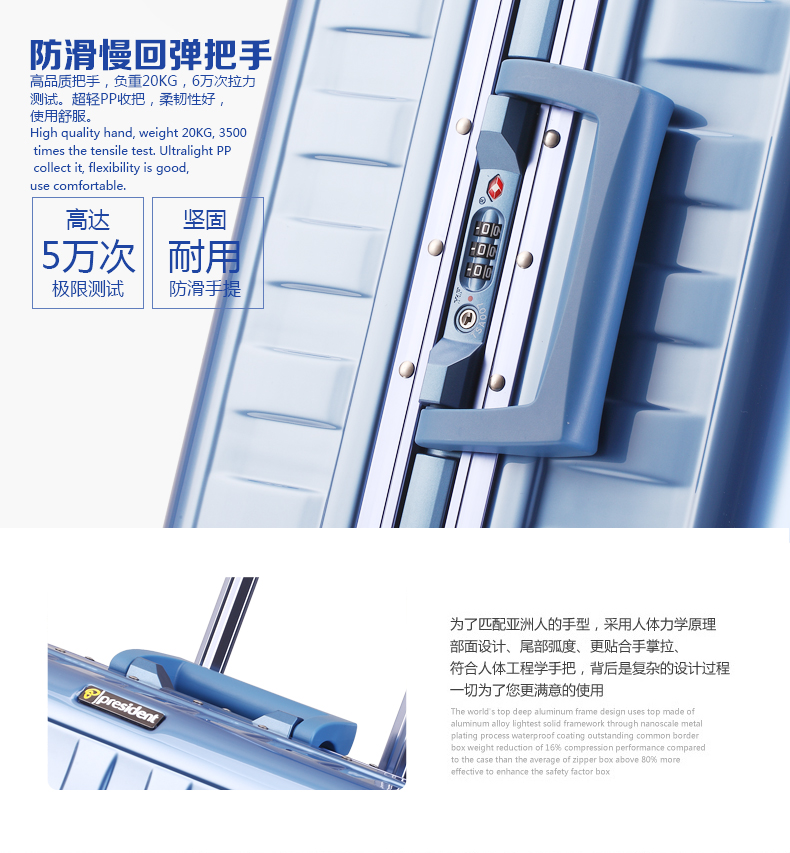 防滑慢回弹把手
高品质把手，负重20KG，6万次拉力
测试。超轻PP收把，柔韧性好，
使用舒服。
High quality hand, weight 20KG, 3500
times the tensile test. Ultralight PP
collect it, flexibility is good,
use comfortable.
高达
5万次
极限测试
坚固
耐用
防滑手提
president
为了匹配亚洲人的手型，采用人体力学原理
部面设计、尾部弧度、更贴合手掌拉、
符合人体工程学手把，背后是复杂的设计过程
一切为了您更满意的使用
The world's top deep aluminum frame design uses top made of
aluminum alloy lightest solid framework through nanoscale metal
plating process waterproof coating outstanding common border
box weight reduction of 16% compression performance compared
to the case than the average of zipper box above 80% more
effective to enhance the safety factor box